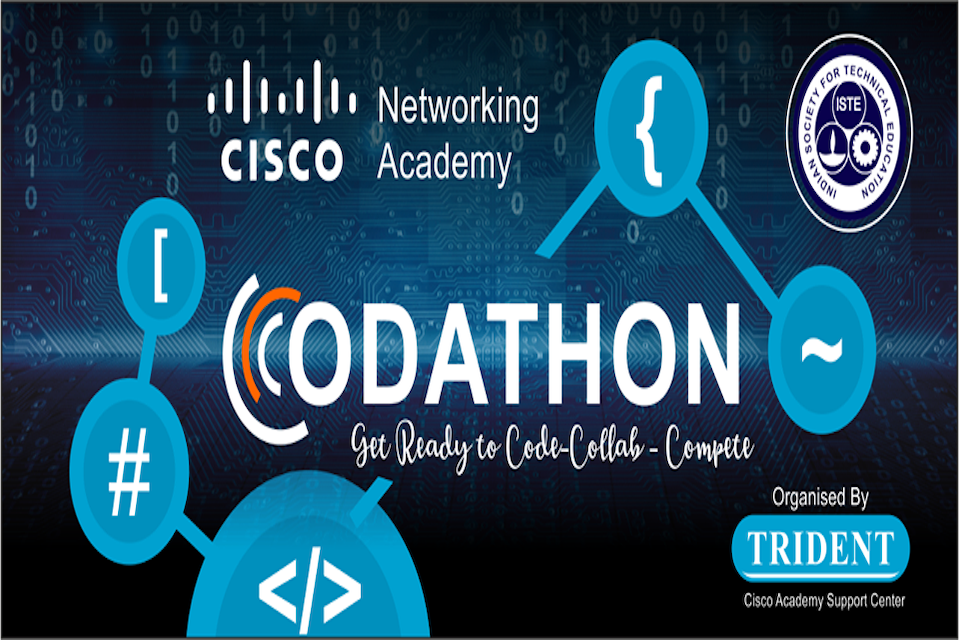 CISCO
Networking
Academy
{
INDIAN SOCIETY FOR TECHNICAL EDUCATION
ISTE
[
CODATHON
~
Get Ready to Code-Collab - Compete
#
</>
Organised By
TRIDENT
Cisco Academy Support Center